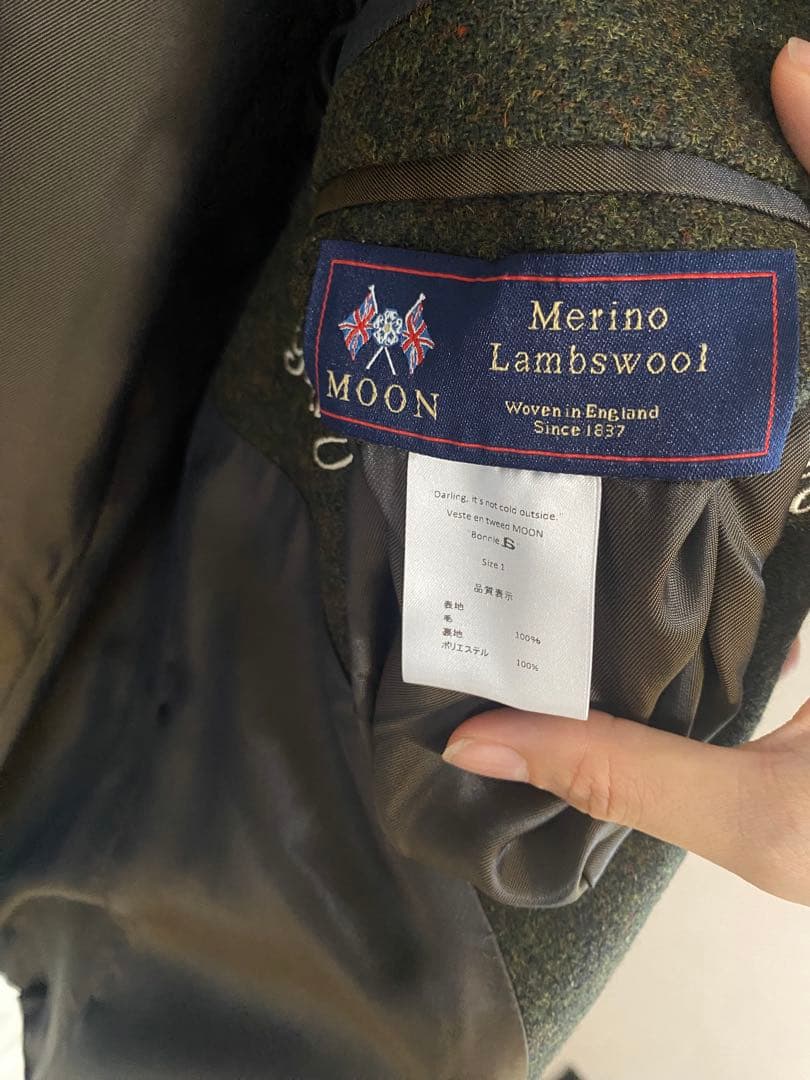 MOON
Merino
Lambswool
Woven in England
Since 1837
Darling, it's not cold outside."
Veste en tweed MOON
"Bonnie B"
Size 1
品質表示
表地
毛 100%
裏地
ポリエステル 100%